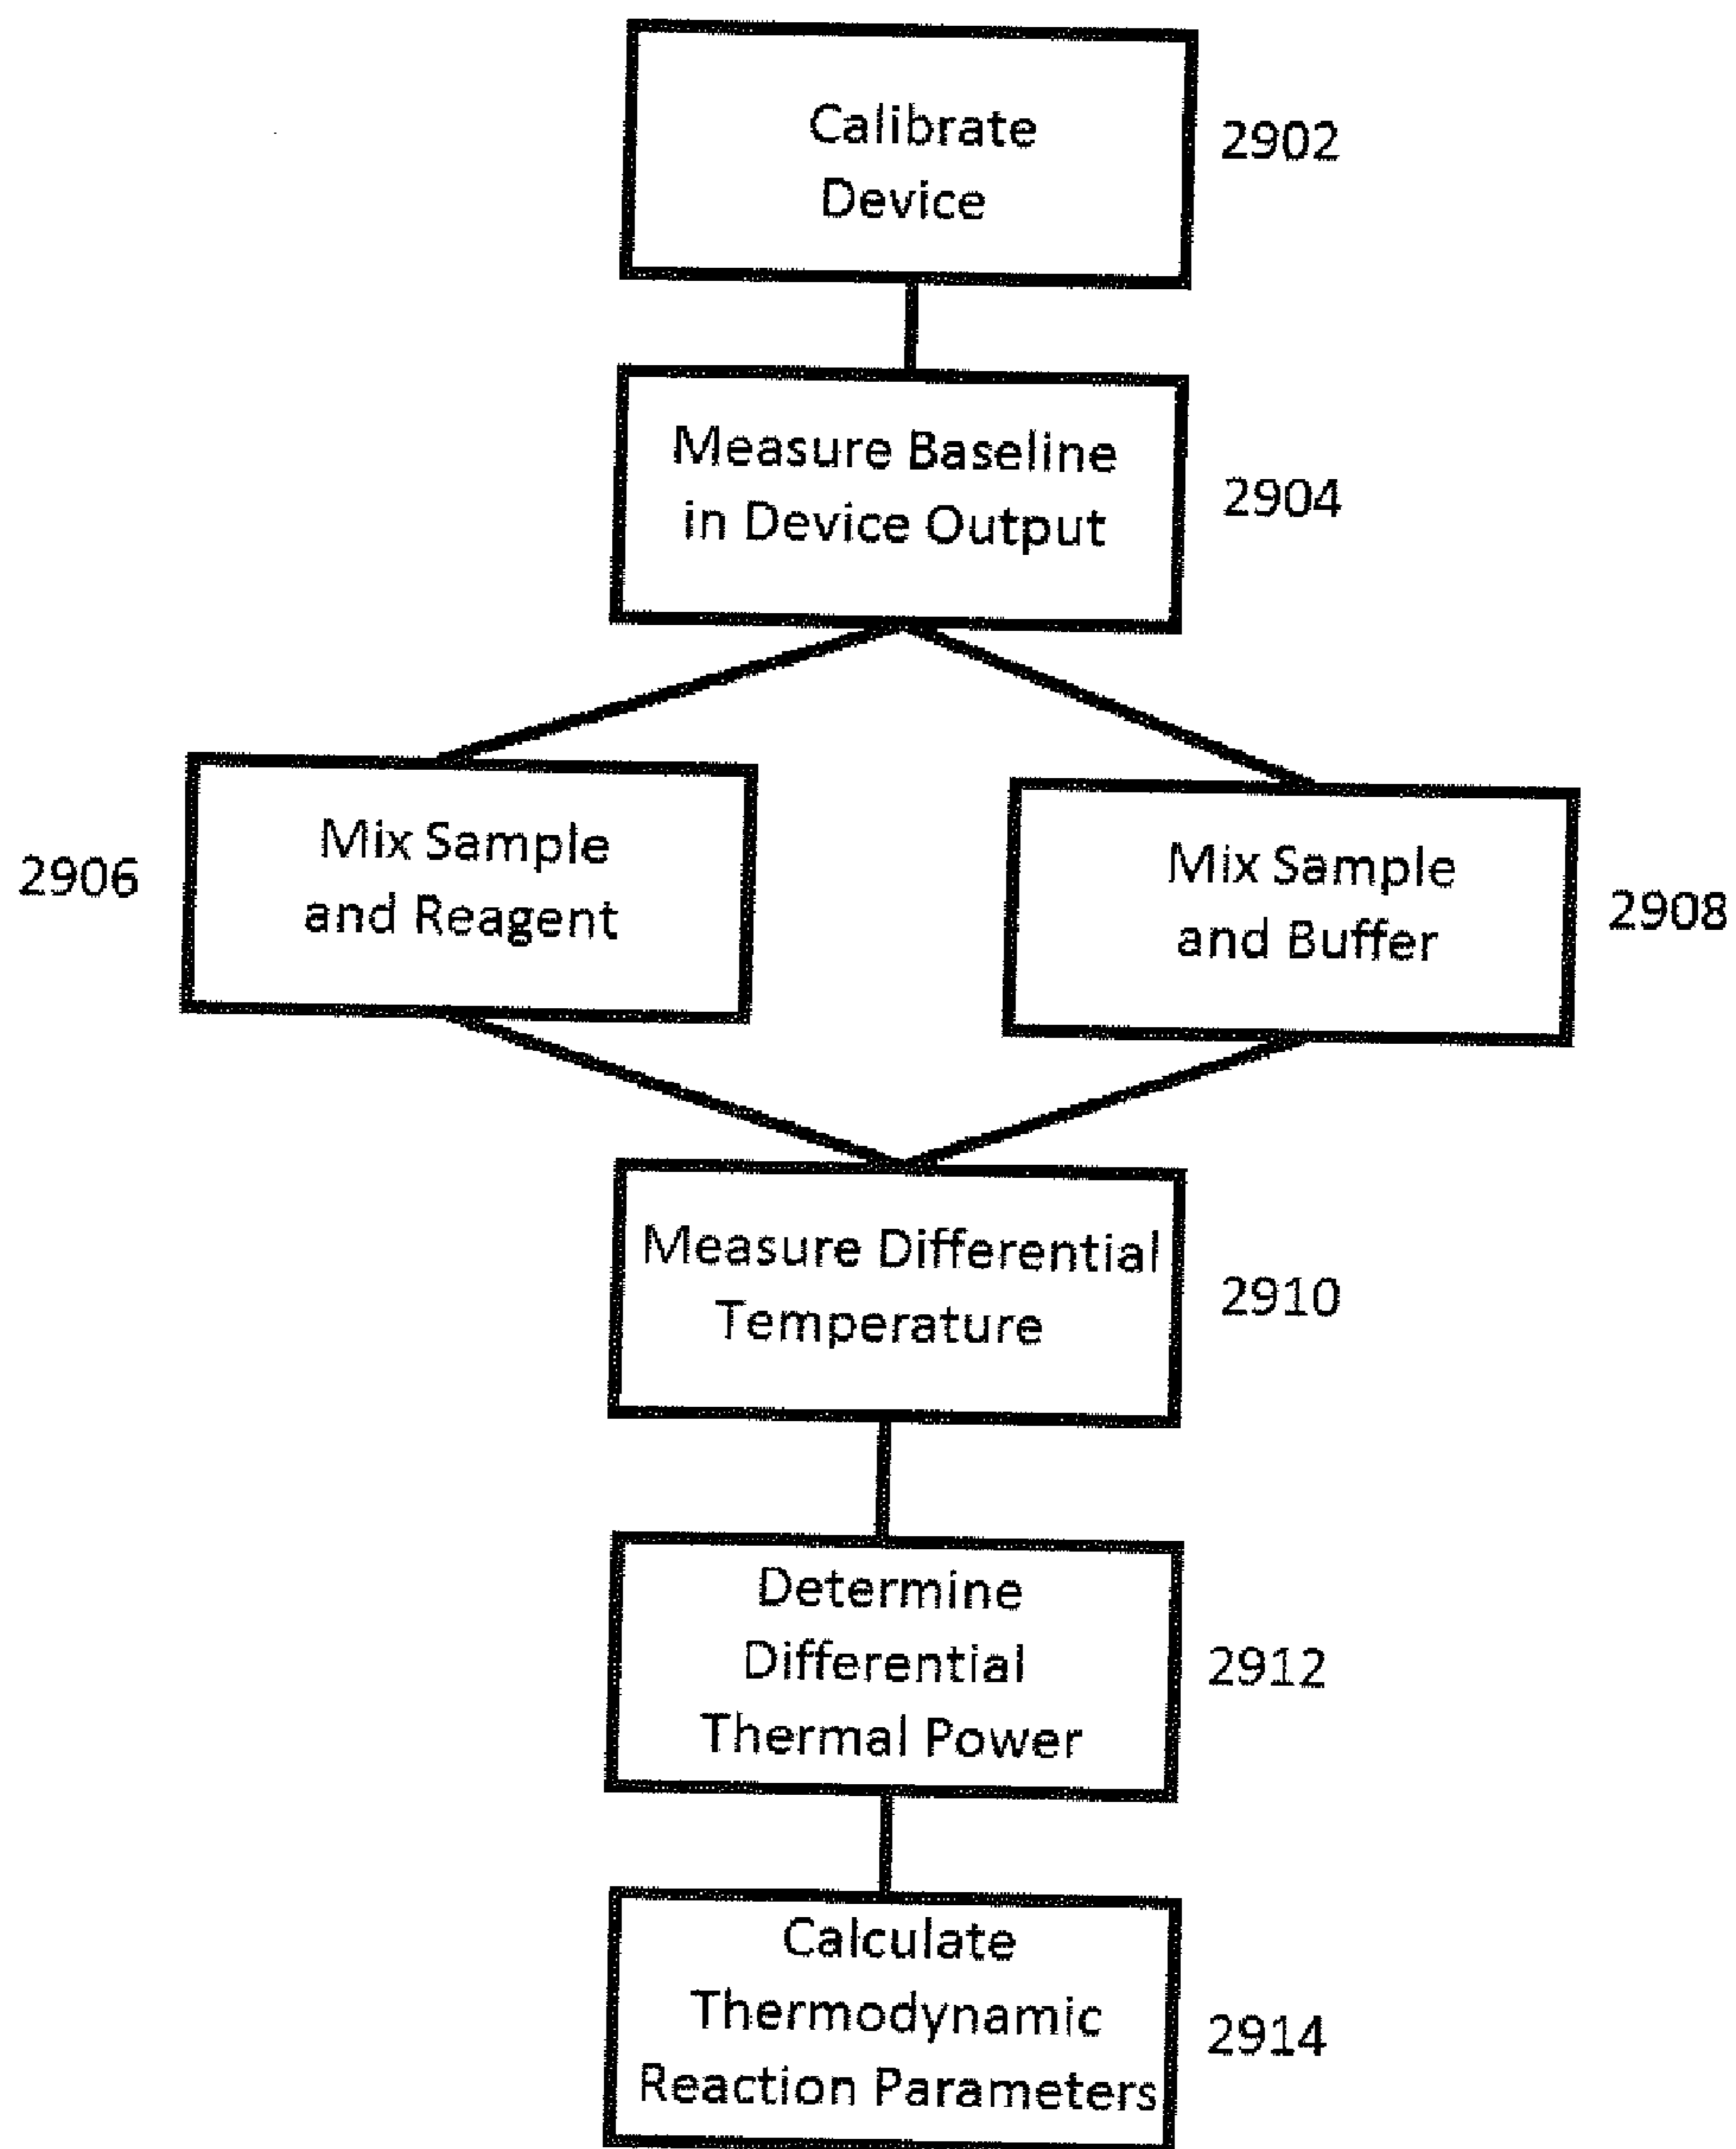 Calibrate
Device
2902
Measure Baseline
in Device Output
2904
2906
Mix Sample
and Reagent
Mix Sample
and Buffer
2908
Measure Differential
Temperature
2910
Determine
Differential
Thermal Power
2912
Calculate
Thermodynamic
Reaction Parameters
2914